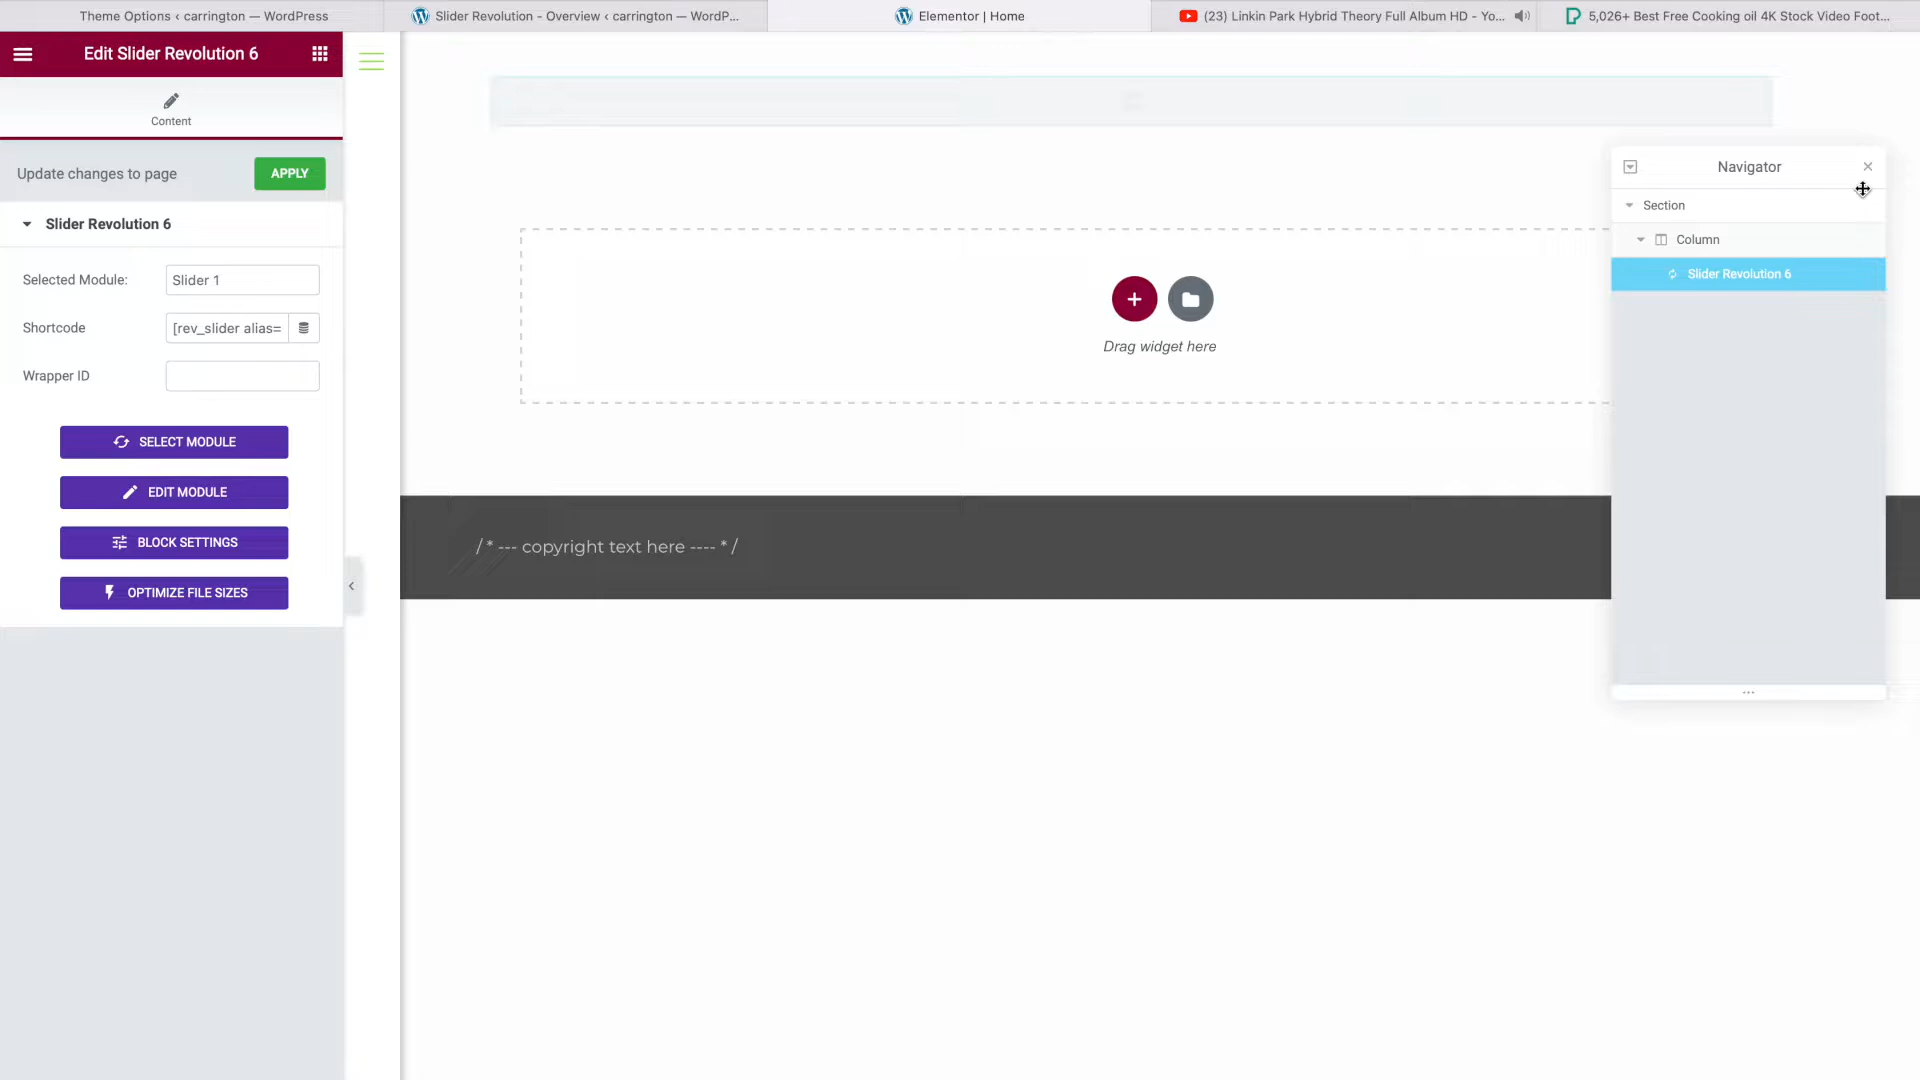 Theme Options ‹ carrington — WordPress
Slider Revolution - Overview ‹ carrington — WordP...
Elementor | Home
(23) Linkin Park Hybrid Theory Full Album HD - Yo...
5,026+ Best Free Cooking oil 4K Stock Video Foot...
Edit Slider Revolution 6
Content
Update changes to page
APPLY
Slider Revolution 6
Selected Module:
Slider 1
Shortcode
[rev_slider alias=
Wrapper ID
SELECT MODULE
EDIT MODULE
BLOCK SETTINGS
OPTIMIZE FILE SIZES
Drag widget here
/ * --- copyright text here ---- * /
Navigator
Section
Column
Slider Revolution 6